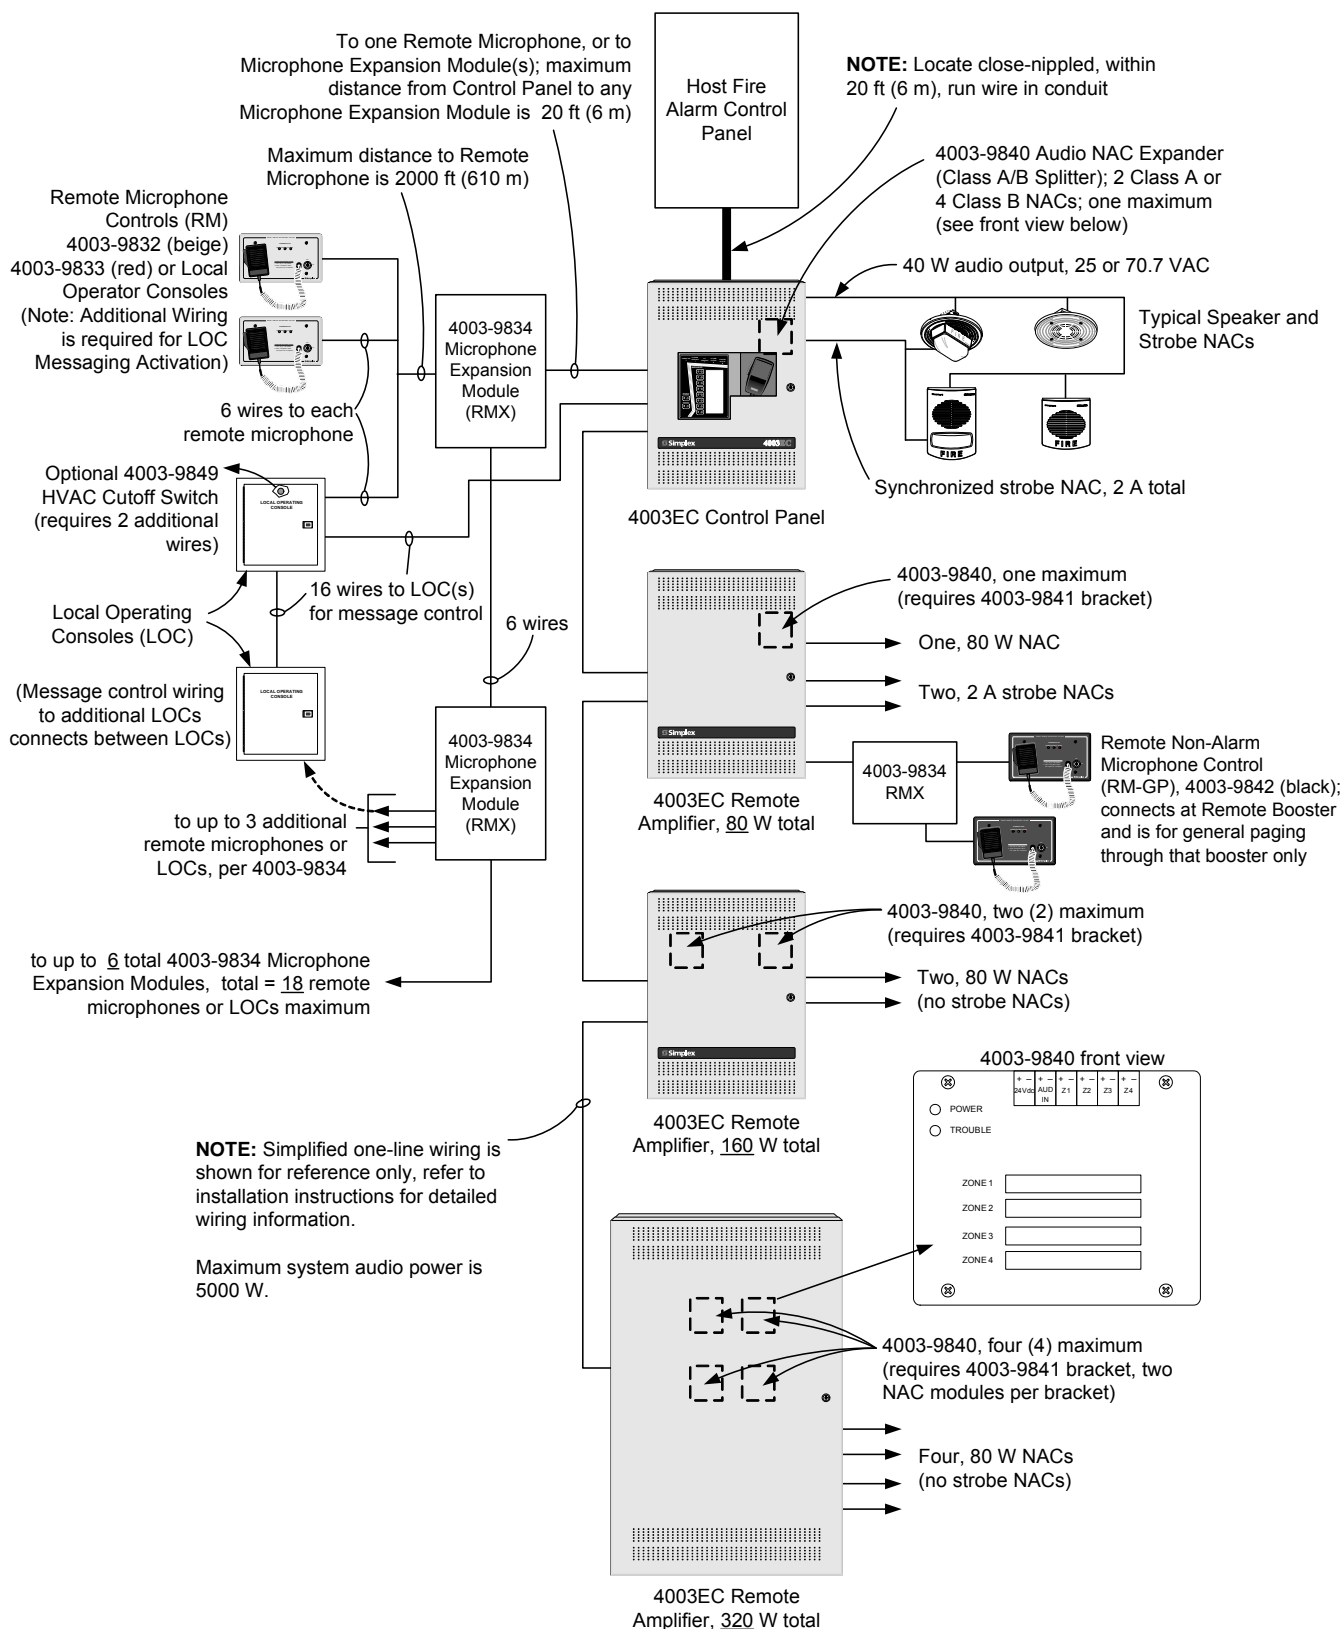 To one Remote Microphone, or to
Microphone Expansion Module(s); maximum
distance from Control Panel to any
Microphone Expansion Module is 20 ft (6 m)
Host Fire
Alarm Control
Panel
NOTE: Locate close-nippled, within
20 ft (6 m), run wire in conduit
Maximum distance to Remote
Microphone is 2000 ft (610 m)
4003-9840 Audio NAC Expander
(Class A/B Splitter); 2 Class A or
4 Class B NACs; one maximum
(see front view below)
Remote Microphone
Controls (RM)
4003-9832 (beige)
4003-9833 (red) or Local
Operator Consoles
(Note: Additional Wiring
is required for LOC
Messaging Activation)
40 W audio output, 25 or 70.7 VAC
4003-9834
Microphone
Expansion
Module
(RMX)
Typical Speaker and
Strobe NACs
6 wires to each
remote microphone
Simplex
4003EC
FIRE
FIRE
Optional 4003-9849
HVAC Cutoff Switch
(requires 2 additional
wires)
LOCAL OPERATING
CONSOLE
Synchronized strobe NAC, 2 A total
4003EC Control Panel
16 wires to LOC(s)
for message control
Local Operating
Consoles (LOC)
6 wires
4003-9840, one maximum
(requires 4003-9841 bracket)
One, 80 W NAC
Two, 2 A strobe NACs
(Message control wiring
to additional LOCs
connects between LOCs)
LOCAL OPERATING
CONSOLE
4003-9834
Microphone
Expansion
Module
(RMX)
Simplex
4003EC Remote
Amplifier, 80 W total
4003-9834
RMX
Remote Non-Alarm
Microphone Control
(RM-GP), 4003-9842 (black);
connects at Remote Booster
and is for general paging
through that booster only
to up to 3 additional
remote microphones or
LOCs, per 4003-9834
4003-9840, two (2) maximum
(requires 4003-9841 bracket)
to up to 6 total 4003-9834 Microphone
Expansion Modules, total = 18 remote
microphones or LOCs maximum
Two, 80 W NACs
(no strobe NACs)
Simplex
4003EC Remote
Amplifier, 160 W total
4003-9840 front view
+ - + - + - + - + - + -
24Vdc AUD IN Z1 Z2 Z3 Z4
POWER
TROUBLE
ZONE 1
ZONE 2
ZONE 3
ZONE 4
NOTE: Simplified one-line wiring is
shown for reference only, refer to
installation instructions for detailed
wiring information.
Maximum system audio power is
5000 W.
4003-9840, four (4) maximum
(requires 4003-9841 bracket, two
NAC modules per bracket)
Four, 80 W NACs
(no strobe NACs)
4003EC Remote
Amplifier, 320 W total